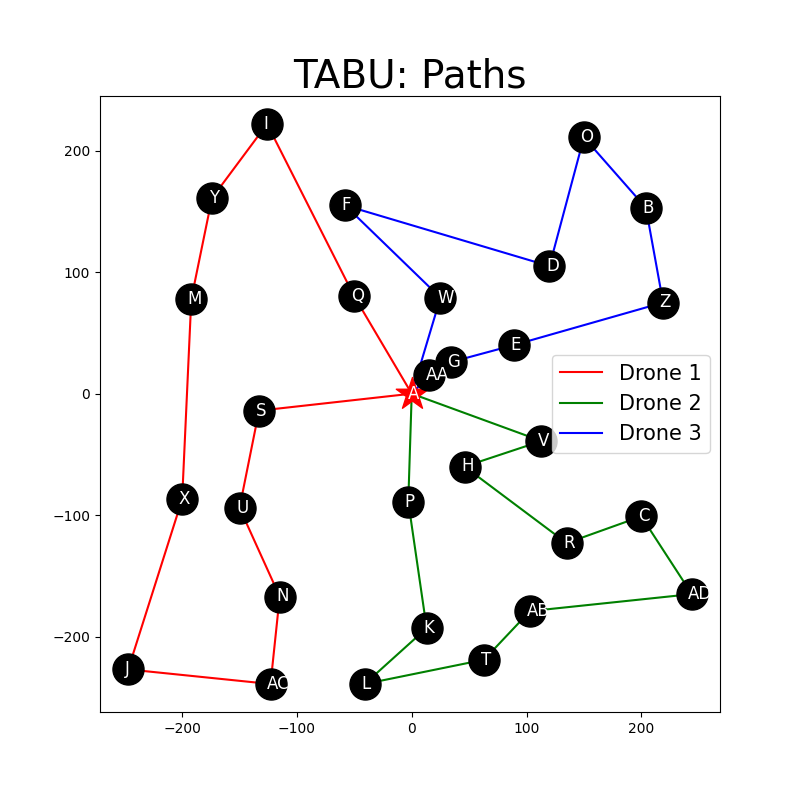 TABU: Paths
I
O
Y
F
B
D
M
Q
W
Z
200
100
0
−100
−200
E
G
AA
A
Drone 1
Drone 2
Drone 3
S
V
H
X
P
U
C
R
N
AD
AB
K
T
J
AC
L
−200
−100
0
100
200